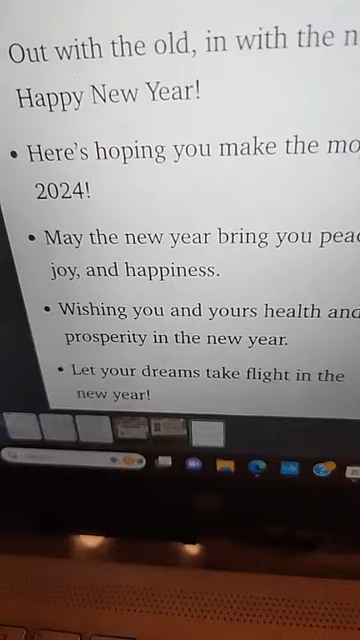 Out with the old, in with the
Happy New Year!
• Here's hoping you make the
2024!
• May the new year bring you
joy, and happiness.
• Wishing you and yours health and
prosperity in the new year.
• Let your dreams take flight in the
new year!